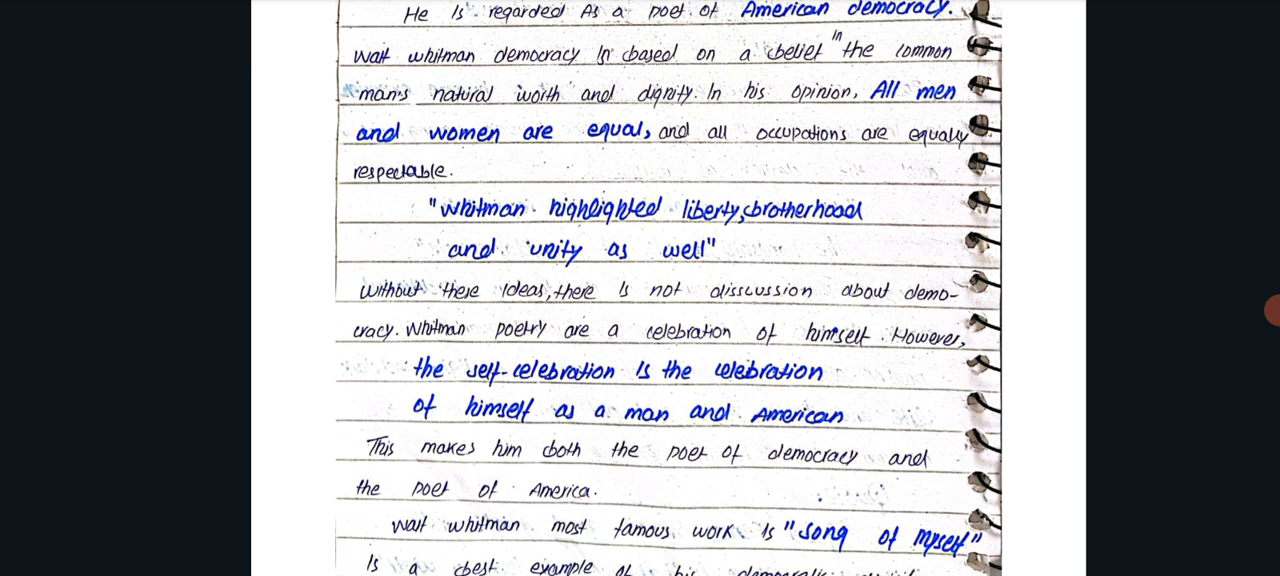 He Is regarded As a poet of American democracy.
Walt whitman democracy Is based on a belief in the common
man's natural worth and dignity. In his opinion, All men
and women are equal, and all occupations are equaly
respectable.
"Whitman highlighted liberty, brotherhood
and unity as well"
without these Ideas, there Is not disscussion about demo-
cracy. Whitman poetry are a celebration of himself. However,
the self-celebration Is the celebration
of himself as a man and American
This makes him both the poet of democracy and
the poet of America.
Walt whitman most famous work Is "Song of Myself"
Is a best example of his democratic